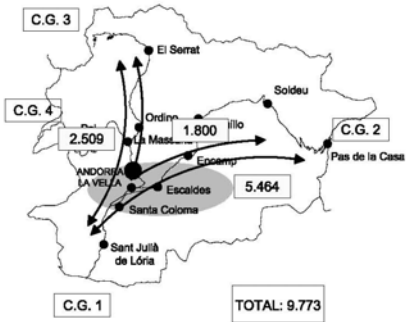 C.G. 3
El Serrat
Soldeu
C.G. 4
Ordino
2.509
1.800
C.G. 2
La Massana
Encamp
Pas de la Casa
ANDORRA
LA VELLA
Escaldes
5.464
Santa Coloma
Sant Julià
de Lória
C.G. 1
TOTAL: 9.773